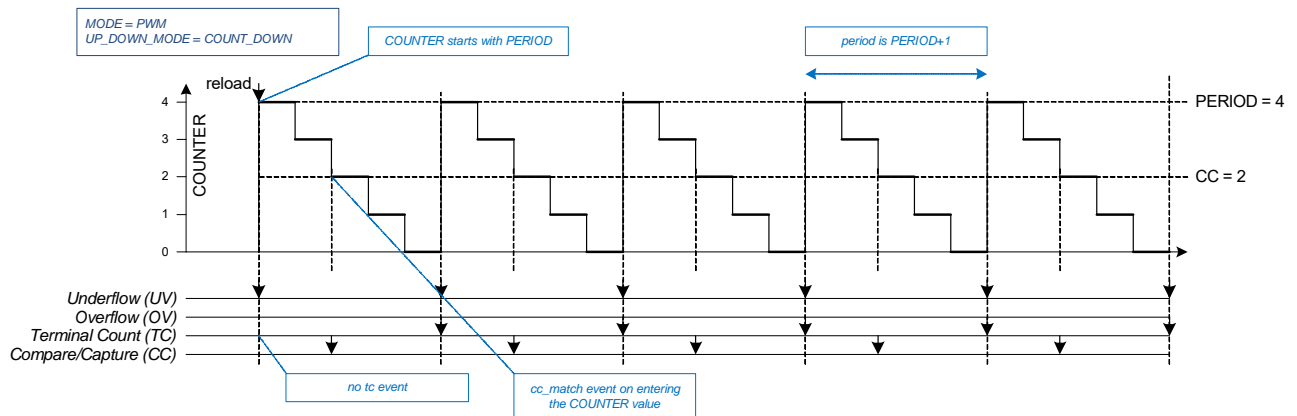 MODE = PWM
UP_DOWN_MODE = COUNT_DOWN
COUNTER starts with PERIOD
period is PERIOD+1
reload
4
3
2
1
0
COUNTER
PERIOD = 4
CC = 2
Underflow (UV)
Overflow (OV)
Terminal Count (TC)
Compare/Capture (CC)
no tc event
cc_match event on entering
the COUNTER value